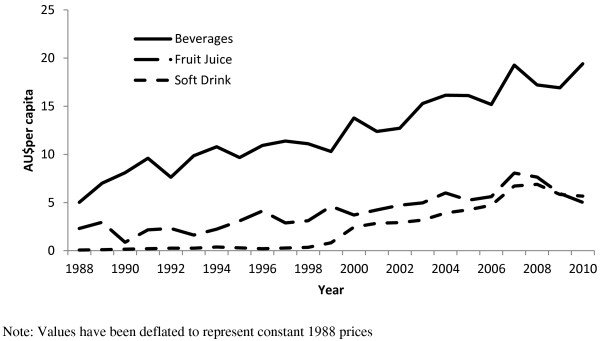 25
20
15
10
5
0
AU$per capita
Beverages
Fruit Juice
Soft Drink
1988 1990 1992 1994 1996 1998 2000 2002 2004 2006 2008 2010
Year
Note: Values have been deflated to represent constant 1988 prices